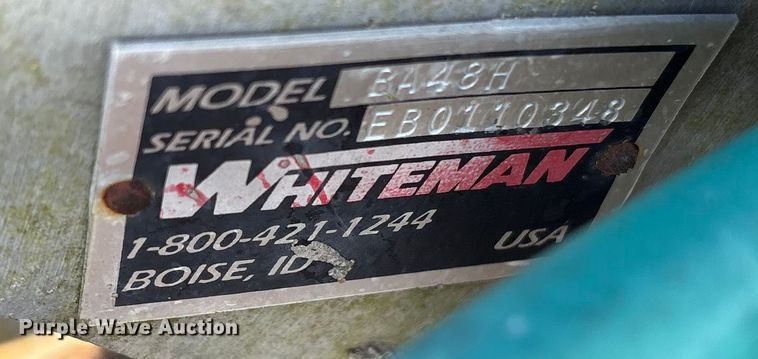 MODEL BA48H
SERIAL NO. EB0110348
WHITEMAN
1-800-421-1244
BOISE, ID
USA
Purple Wave Auction